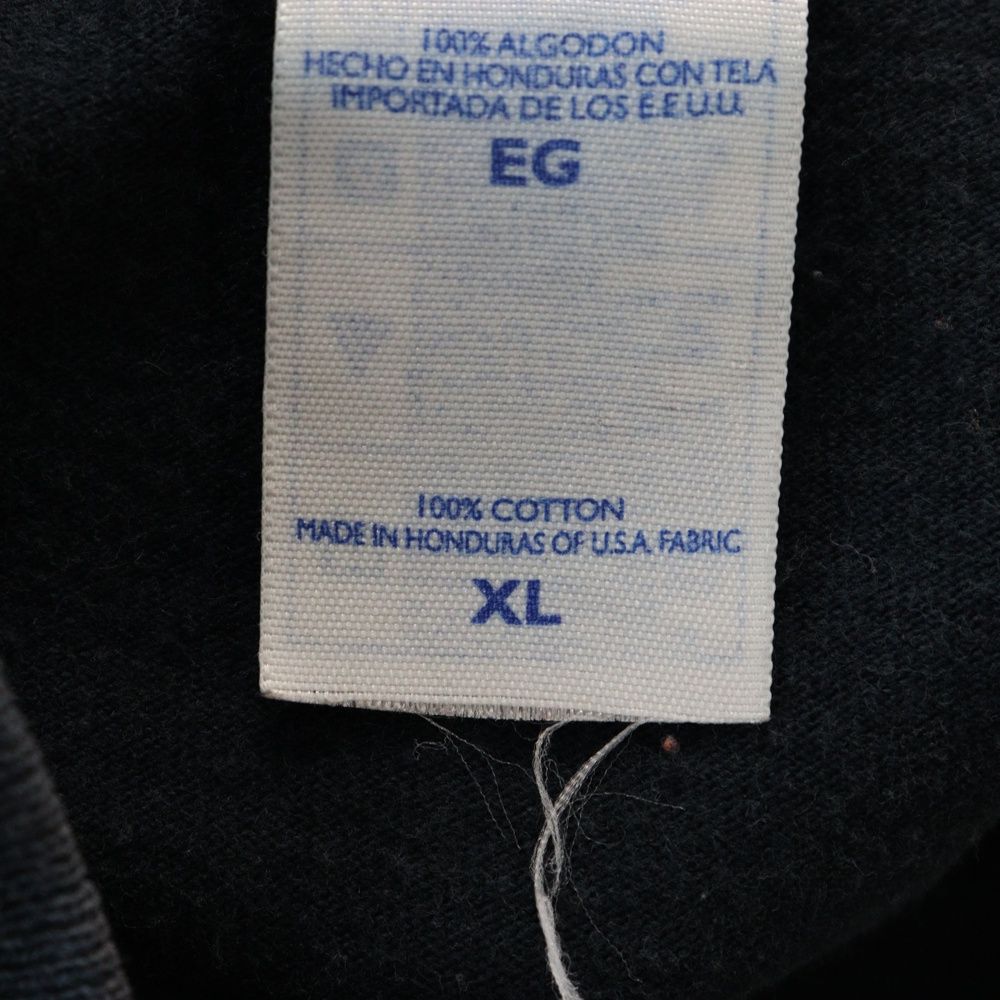 100% ALGODON
HECHO EN HONDURAS CON TELA
IMPORTADA DE LOS E.E.U.U.
EG
100% COTTON
MADE IN HONDURAS OF U.S.A. FABRIC
XL